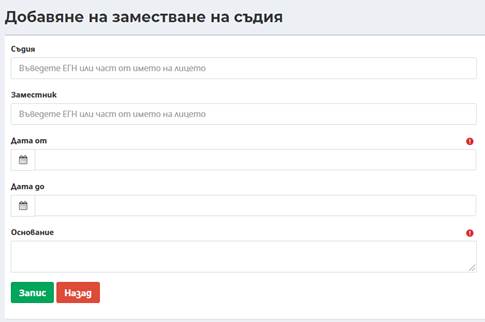 Добавяне на заместване на съдия
Съдия
Въведете ЕГН или част от името на лицето
Заместник
Въведете ЕГН или част от името на лицето
Дата от
Дата до
Основание
Запис Назад